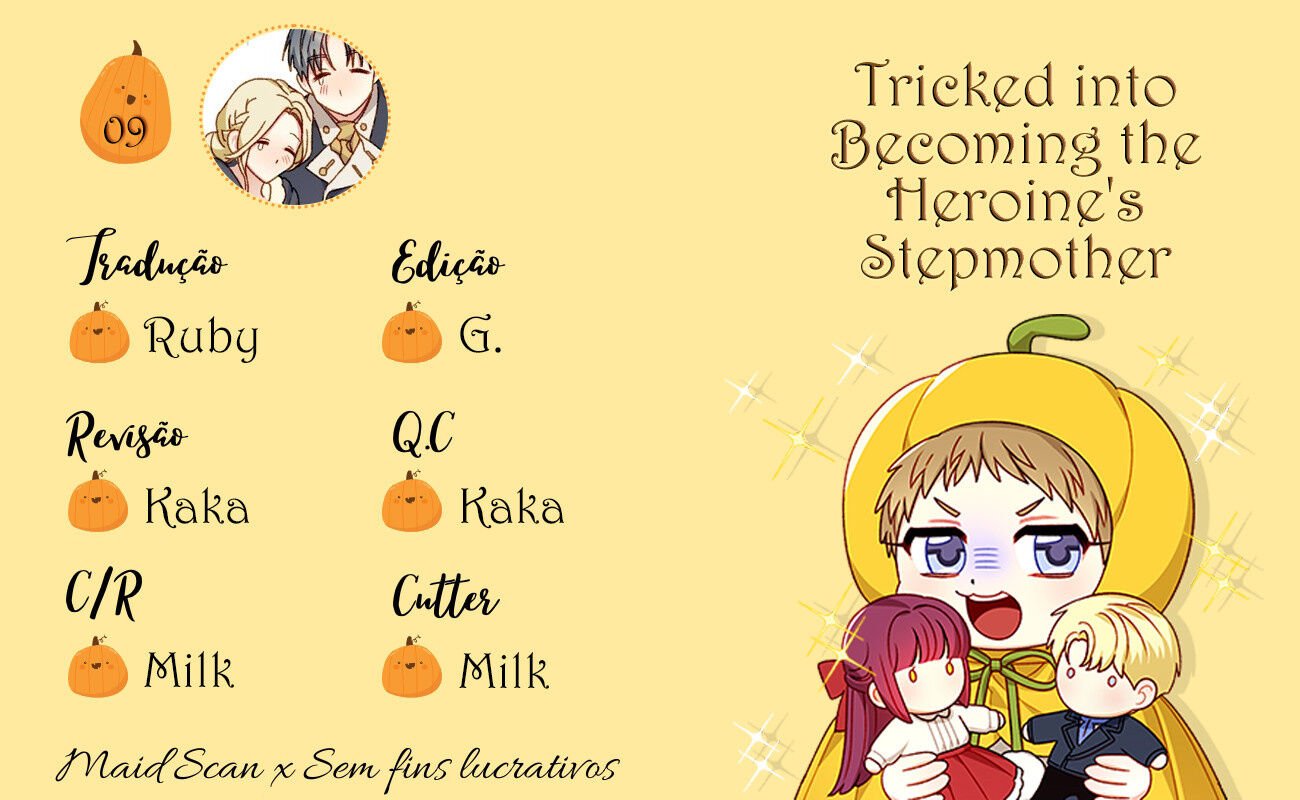 09
Tradução
Ruby
Edição
G.
Revisão
Kaka
Q.C
Kaka
C/R
Milk
Cutter
Milk
Maid Scan x Sem fins lucrativos
Tricked into
Becoming the
Heroine's
Stepmother